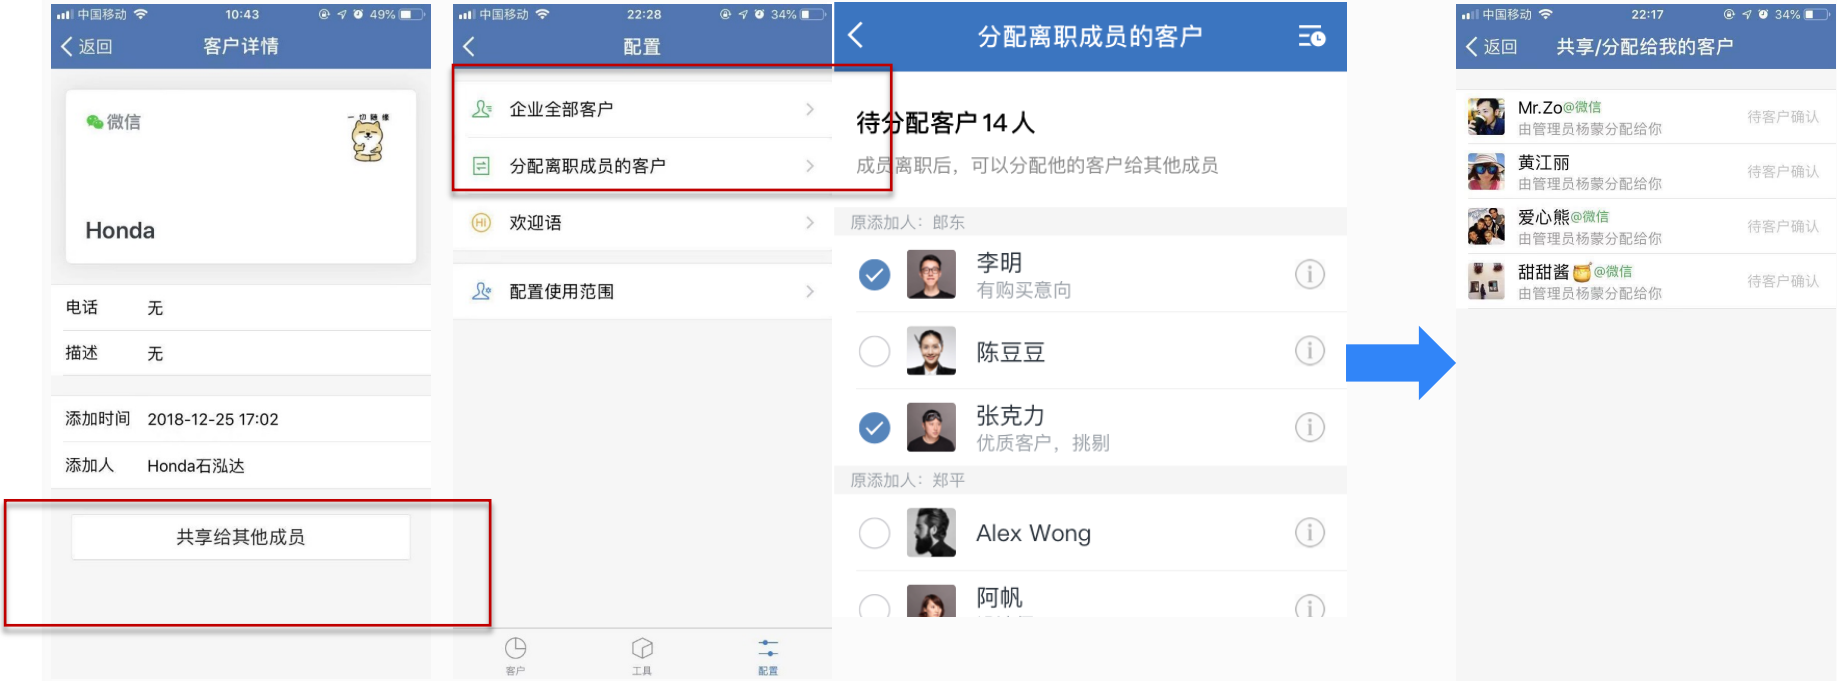 中国移动 10:43 49%
返回 客户详情
微信
一切随缘
Honda
电话 无
描述 无
添加时间 2018-12-25 17:02
添加人 Honda石泓达
共享给其他成员
中国移动 22:28 34%
配置
企业全部客户
分配离职成员的客户
HI 欢迎语
配置使用范围
客户 工具 配置
分配离职成员的客户
待分配客户14人
成员离职后，可以分配他的客户给其他成员
原添加人：郎东
李明
有购买意向
陈豆豆
张克力
优质客户，挑剔
原添加人：郑平
Alex Wong
阿帆
中国移动 22:17 34%
返回 共享/分配给我的客户
Mr.Zo@微信
由管理员杨蒙分配给你 待客户确认
黄江丽
由管理员杨蒙分配给你 待客户确认
爱心熊@微信
由管理员杨蒙分配给你 待客户确认
甜甜酱🍯@微信
由管理员杨蒙分配给你 待客户确认